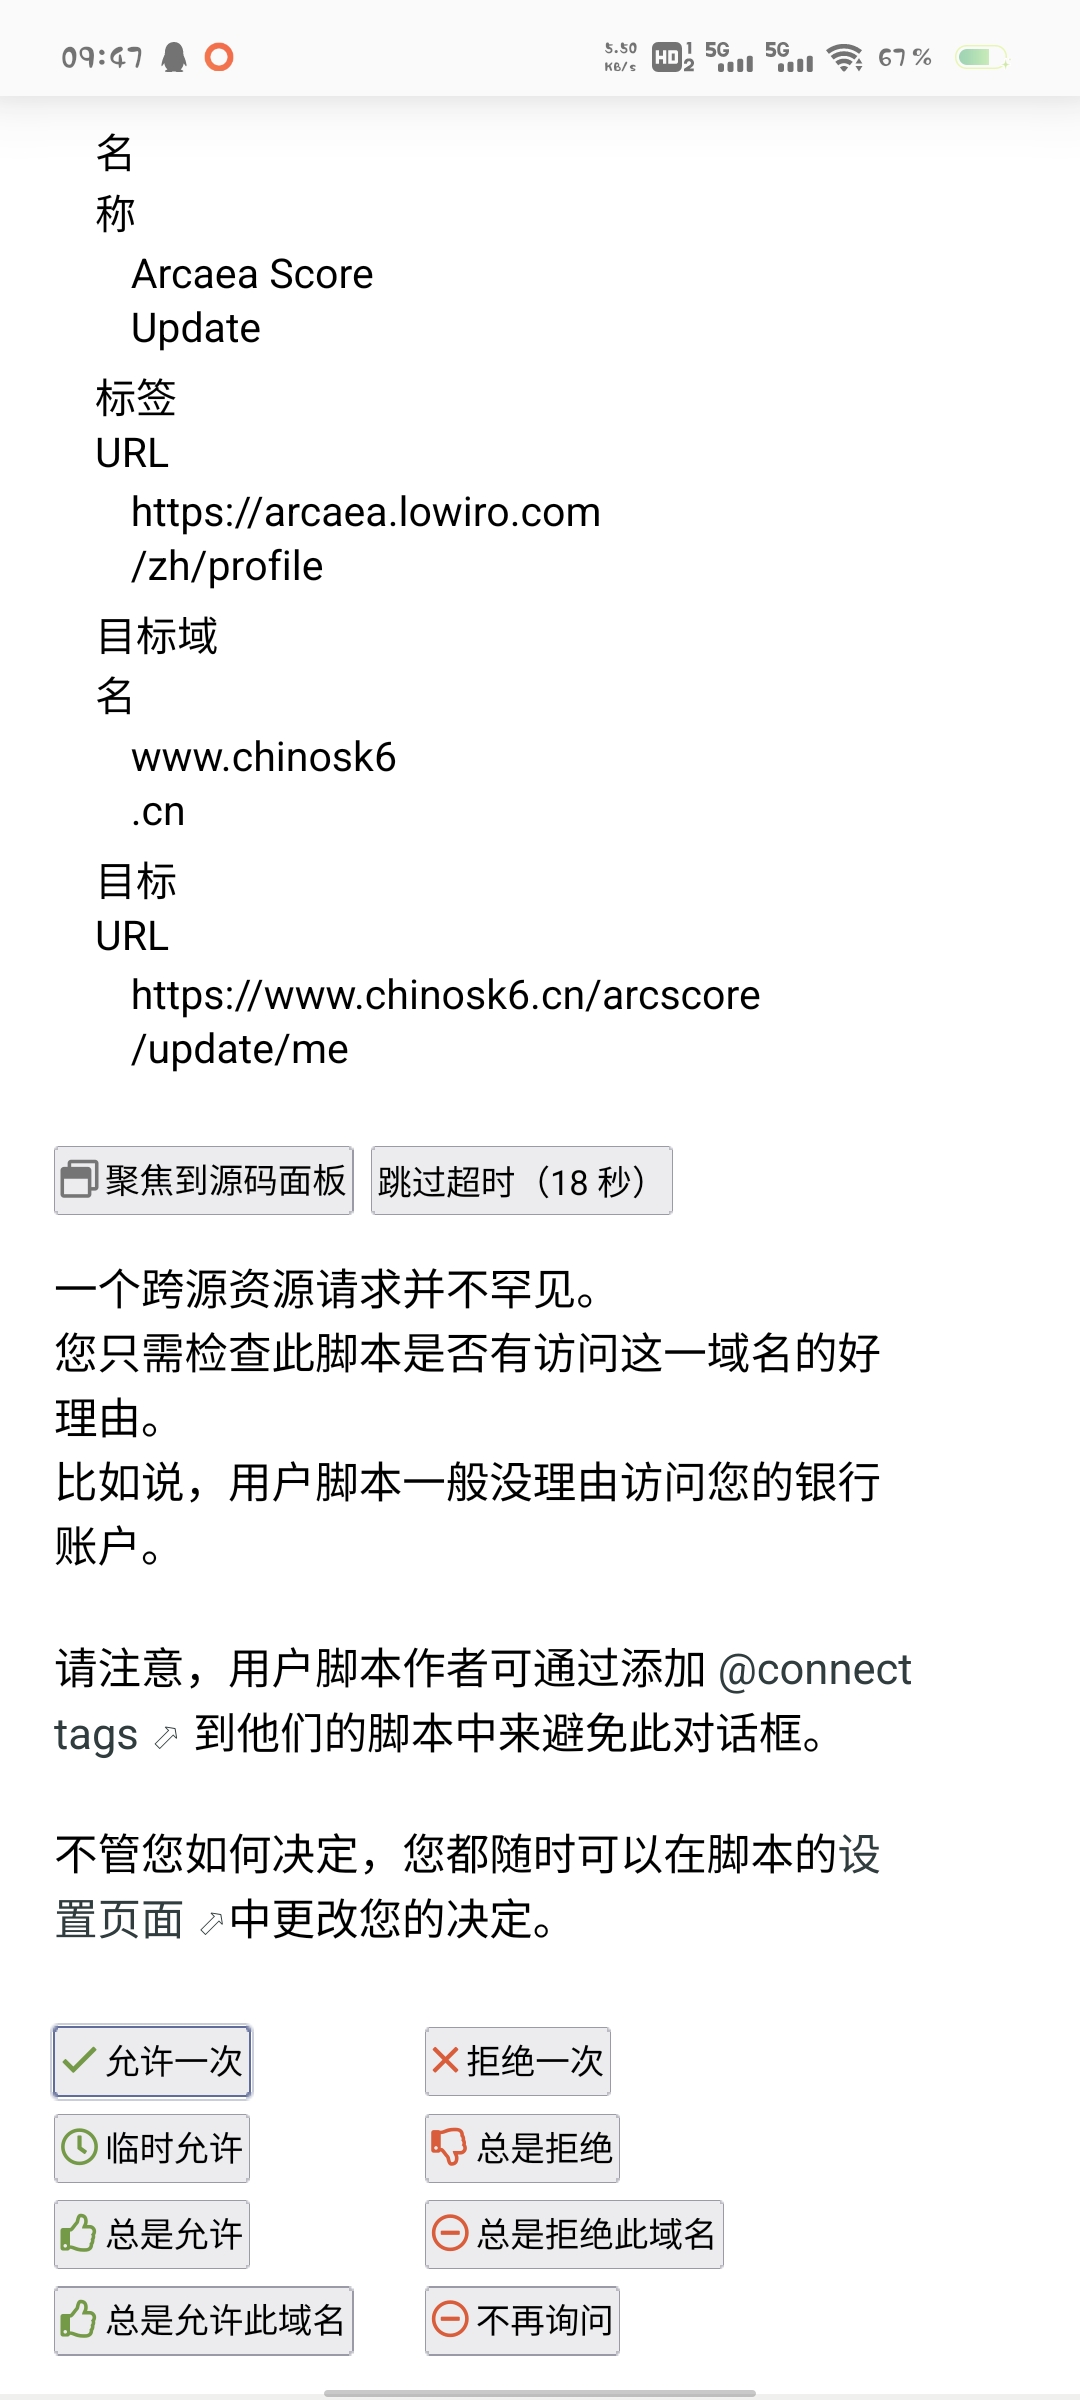 09:47
5.50
KB/s
HD
1
2
5G
5G
67 %
名
称
Arcaea Score
Update
标签
URL
https://arcaea.lowiro.com
/zh/profile
目标域
名
www.chinosk6
.cn
目标
URL
https://www.chinosk6.cn/arcscore
/update/me
聚焦到源码面板
跳过超时（18 秒）
一个跨源资源请求并不罕见。
您只需检查此脚本是否有访问这一域名的好
理由。
比如说，用户脚本一般没理由访问您的银行
账户。
请注意，用户脚本作者可通过添加 @connect
tags 到他们的脚本中来避免此对话框。
不管您如何决定，您都随时可以在脚本的设
置页面 中更改您的决定。
允许一次
拒绝一次
临时允许
总是拒绝
总是允许
总是拒绝此域名
总是允许此域名
不再询问